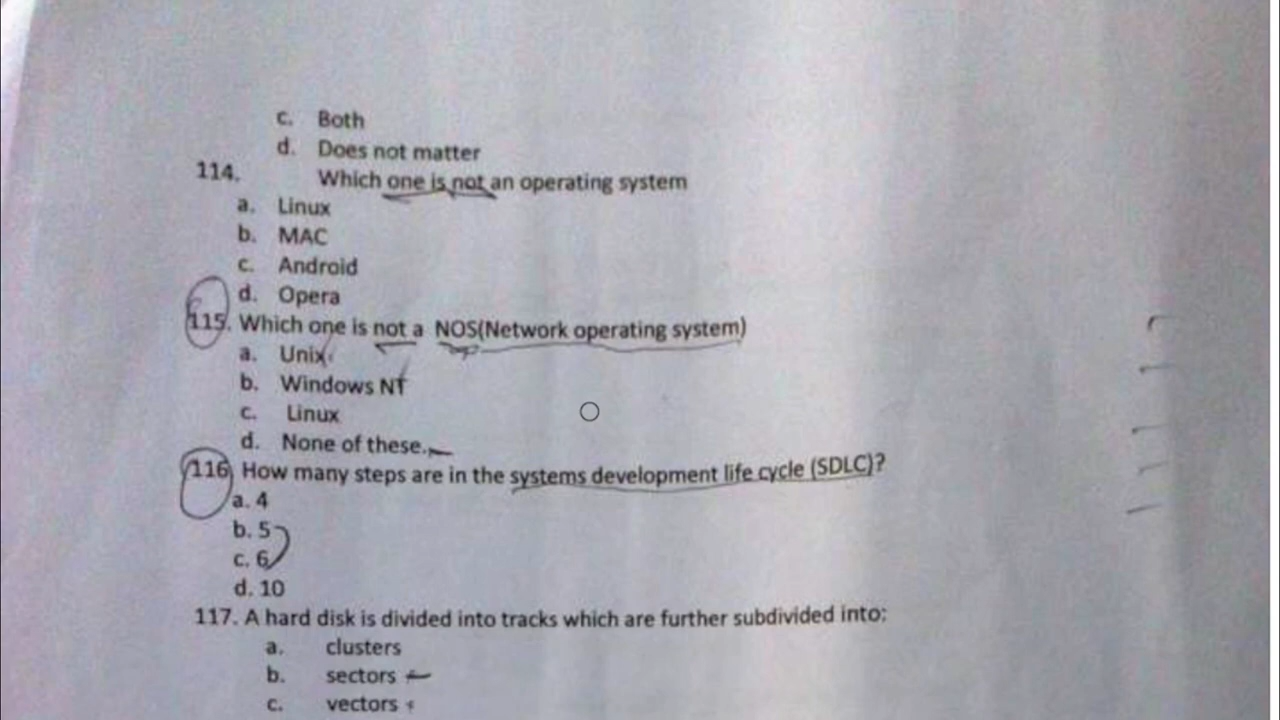 c. Both
d. Does not matter
114. Which one is not an operating system
a. Linux
b. MAC
c. Android
d. Opera
115. Which one is not a NOS(Network operating system)
a. Unix
b. Windows NT
c. Linux
d. None of these.
116. How many steps are in the systems development life cycle (SDLC)?
a. 4
b. 5
c. 6
d. 10
117. A hard disk is divided into tracks which are further subdivided into:
a. clusters
b. sectors
c. vectors